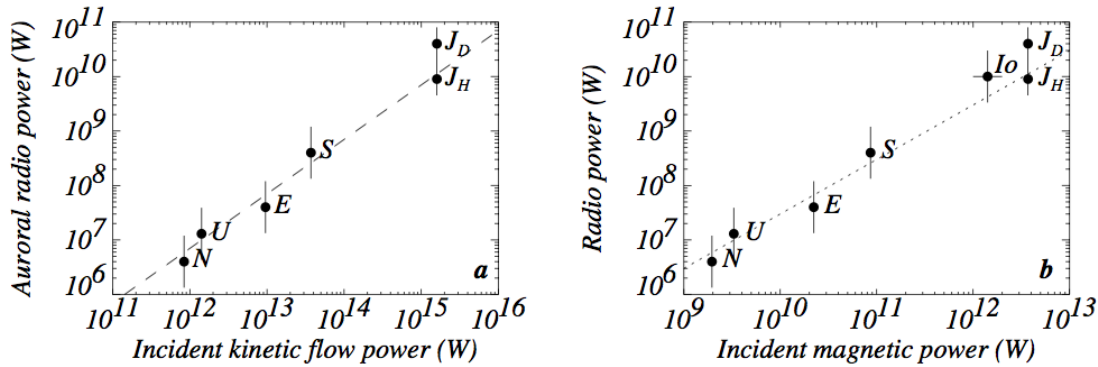 Auroral radio power (W)
10^11
10^10
10^9
10^8
10^7
10^6
J_D
J_H
S
E
U
N
a
10^11 10^12 10^13 10^14 10^15 10^16
Incident kinetic flow power (W)
Radio power (W)
10^11
10^10
10^9
10^8
10^7
10^6
J_D
Io
J_H
S
E
U
N
b
10^9 10^10 10^11 10^12 10^13
Incident magnetic power (W)